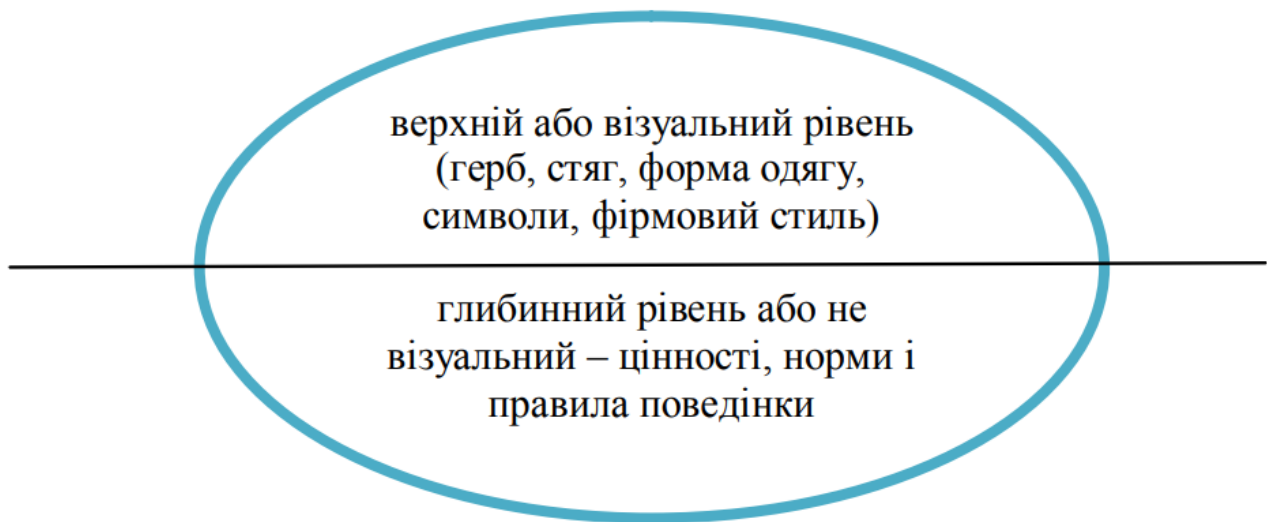 верхній або візуальний рівень
(герб, стяг, форма одягу,
символи, фірмовий стиль)
глибинний рівень або не
візуальний – цінності, норми і
правила поведінки